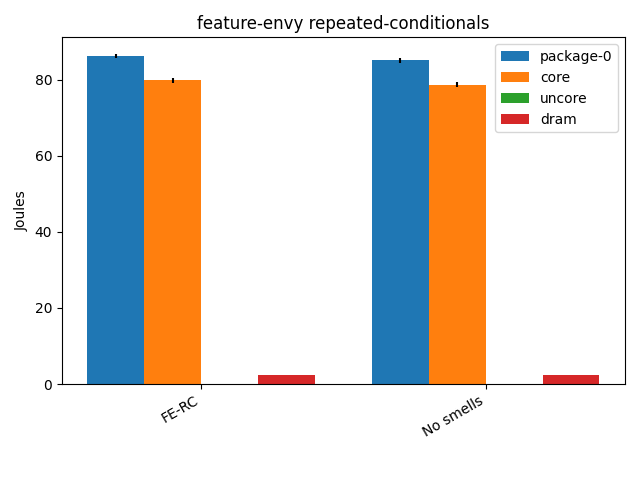 feature-envy repeated-conditionals
package-0
core
uncore
dram
Joules
80
60
40
20
0
FE-RC
No smells